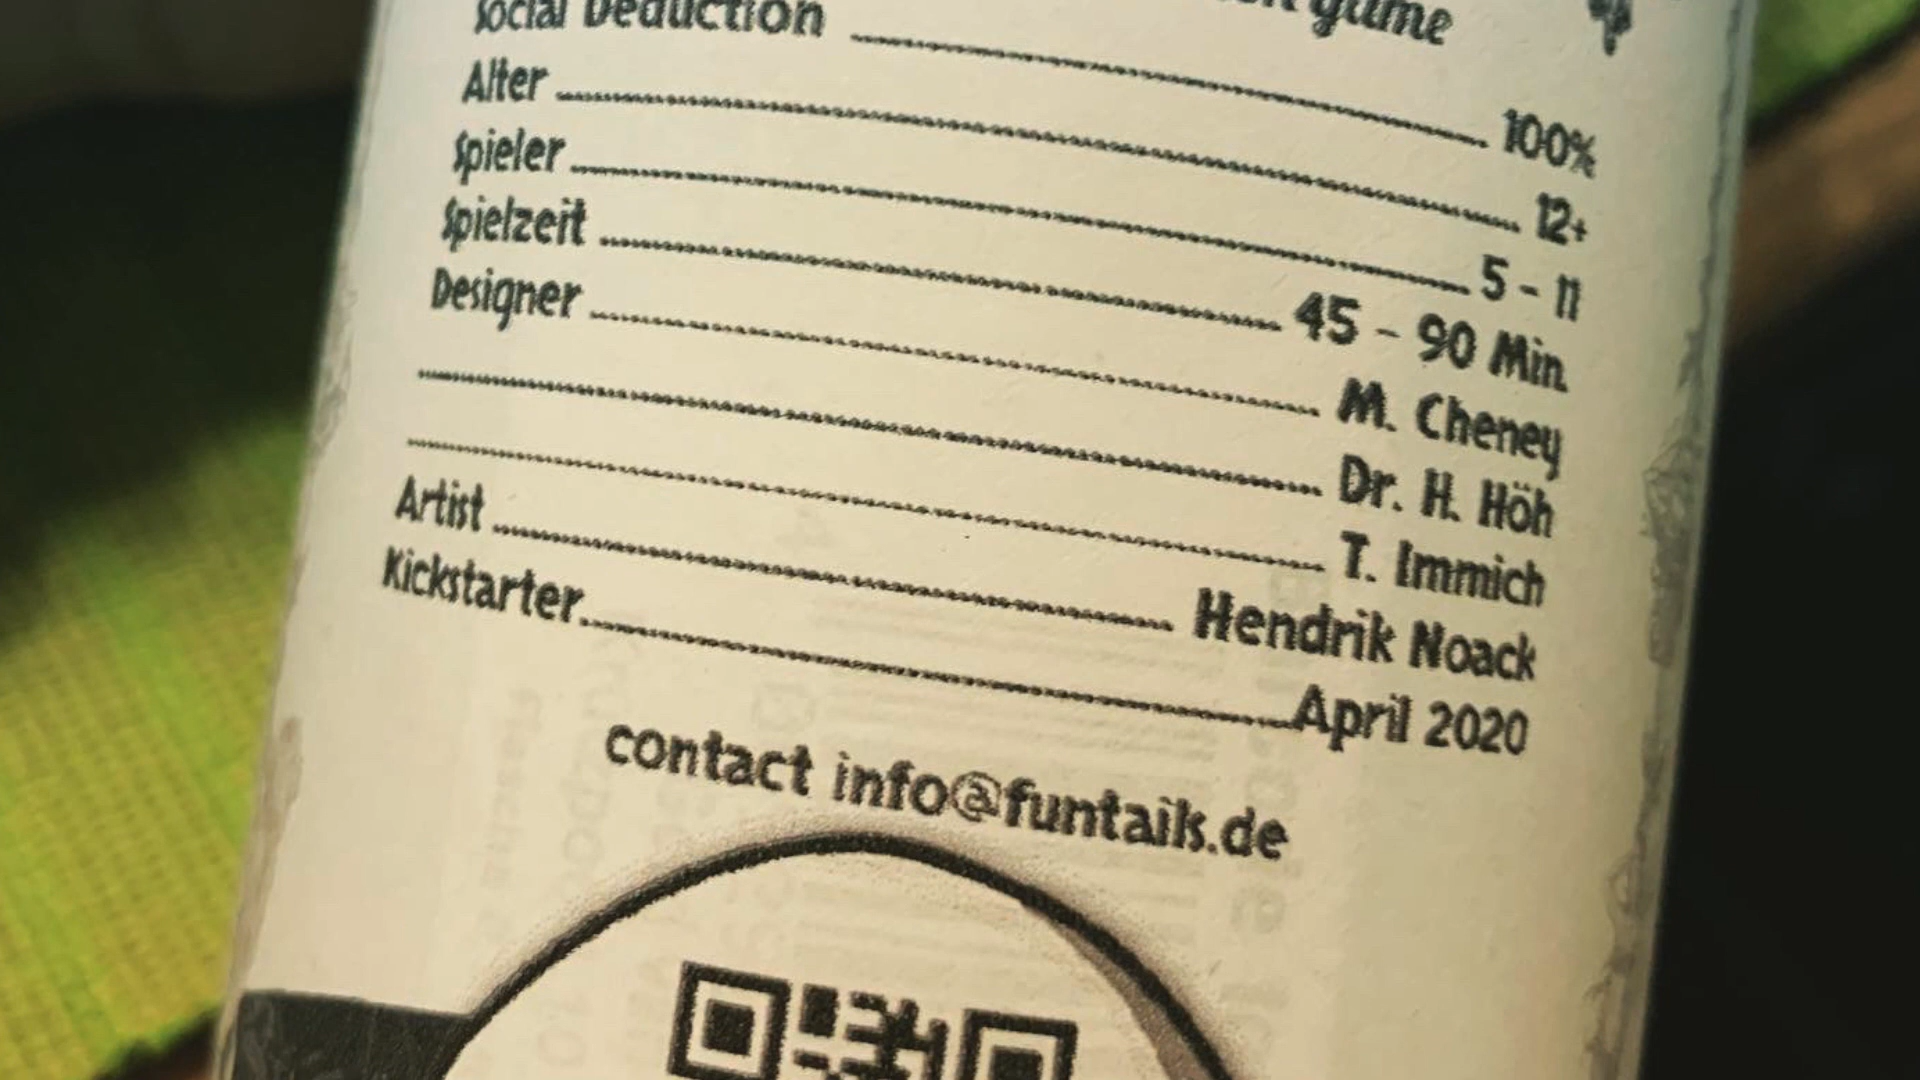 Social Deduction game
100%
Alter 12+
Spieler 5 - 11
Spielzeit 45 - 90 Min.
Designer M. Cheney
Dr. H. Höh
T. Immich
Artist Hendrik Noack
Kickstarter April 2020
contact info@funtails.de